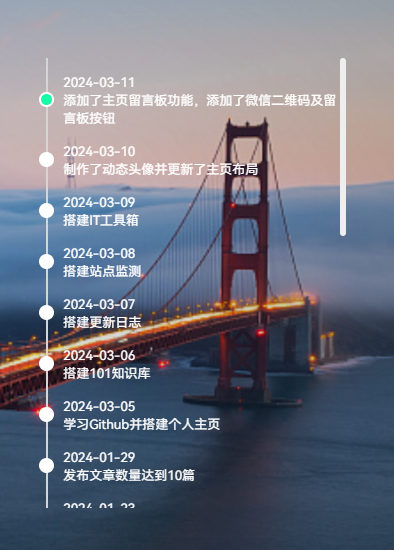 2024-03-11
添加了主页留言板功能，添加了微信二维码及留
言板按钮
2024-03-10
制作了动态头像并更新了主页布局
2024-03-09
搭建IT工具箱
2024-03-08
搭建站点监测
2024-03-07
搭建更新日志
2024-03-06
搭建101知识库
2024-03-05
学习Github并搭建个人主页
2024-01-29
发布文章数量达到10篇